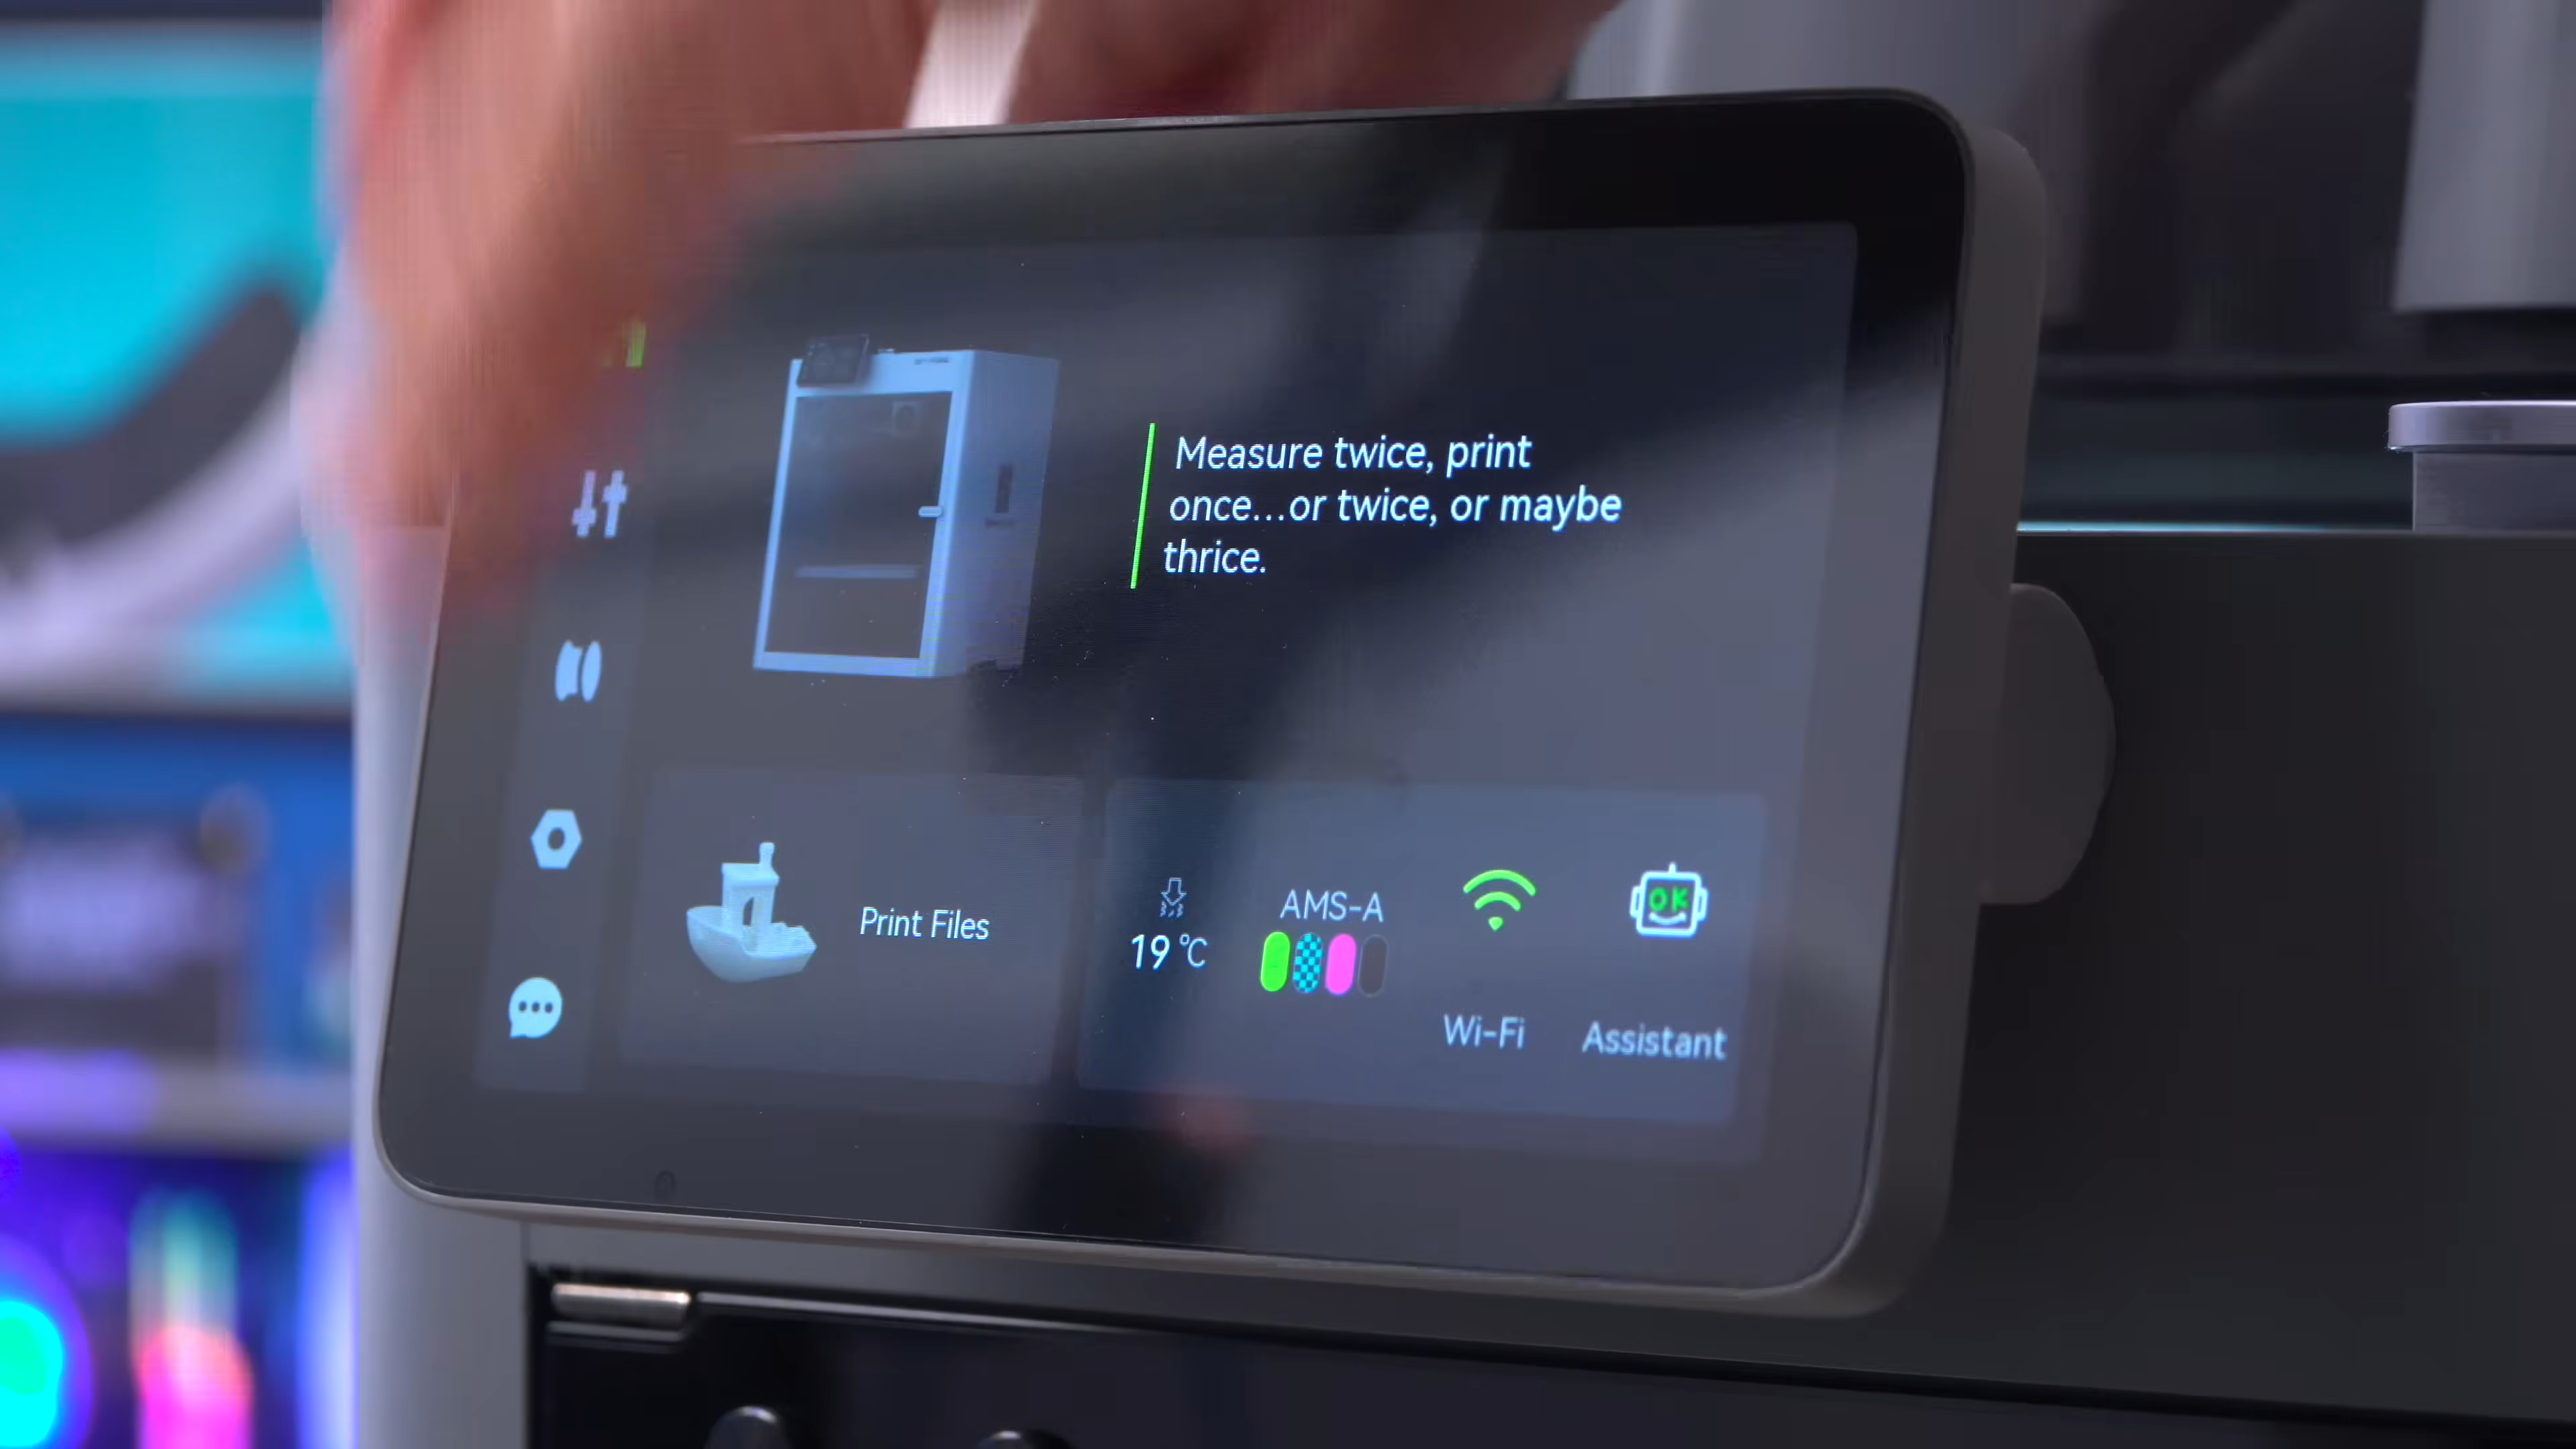 Measure twice, print
once...or twice, or maybe
thrice.
Print Files
19 °C
AMS-A
OK
Wi-Fi
Assistant